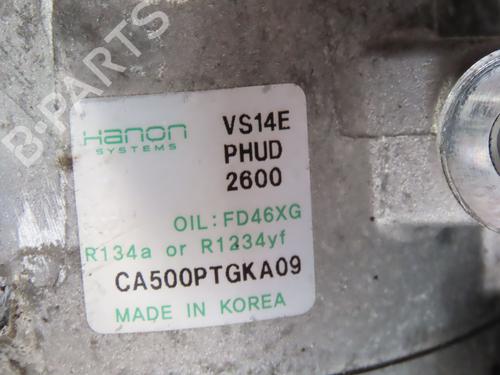 B-PARTS
Hanon
SYSTEMS
VS14E
PHUD
2600
OIL:FD46XG
R134a or R1234yf
CA500PTGKA09
MADE IN KOREA